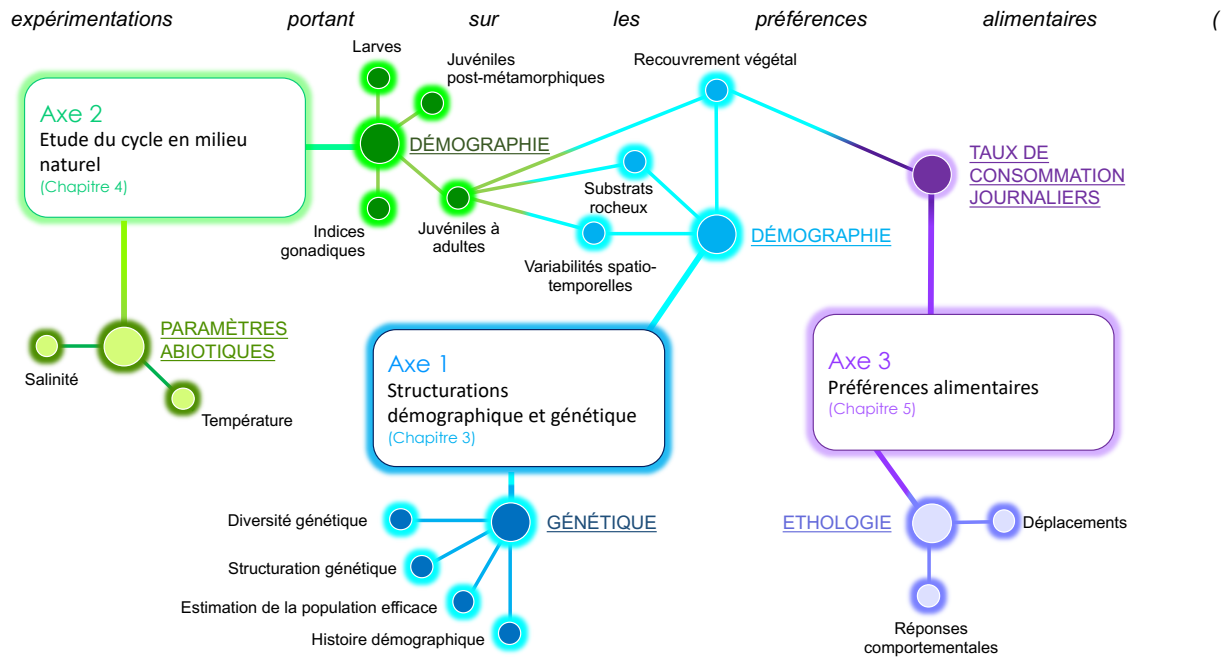 expérimentations portant sur les préférences alimentaires (
Larves
Juvéniles
post-métamorphiques
Recouvrement végétal
Axe 2
Etude du cycle en milieu
naturel
(Chapitre 4)
DÉMOGRAPHIE
Indices
gonadiques
Juvéniles à
adultes
Substrats
rocheux
Variabilités spatio-
temporelles
DÉMOGRAPHIE
TAUX DE
CONSOMMATION
JOURNALIERS
PARAMÈTRES
ABIOTIQUES
Salinité
Température
Axe 1
Structurations
démographique et génétique
(Chapitre 3)
Axe 3
Préférences alimentaires
(Chapitre 5)
Diversité génétique
GÉNÉTIQUE
Structuration génétique
Estimation de la population efficace
Histoire démographique
ETHOLOGIE
Déplacements
Réponses
comportementales